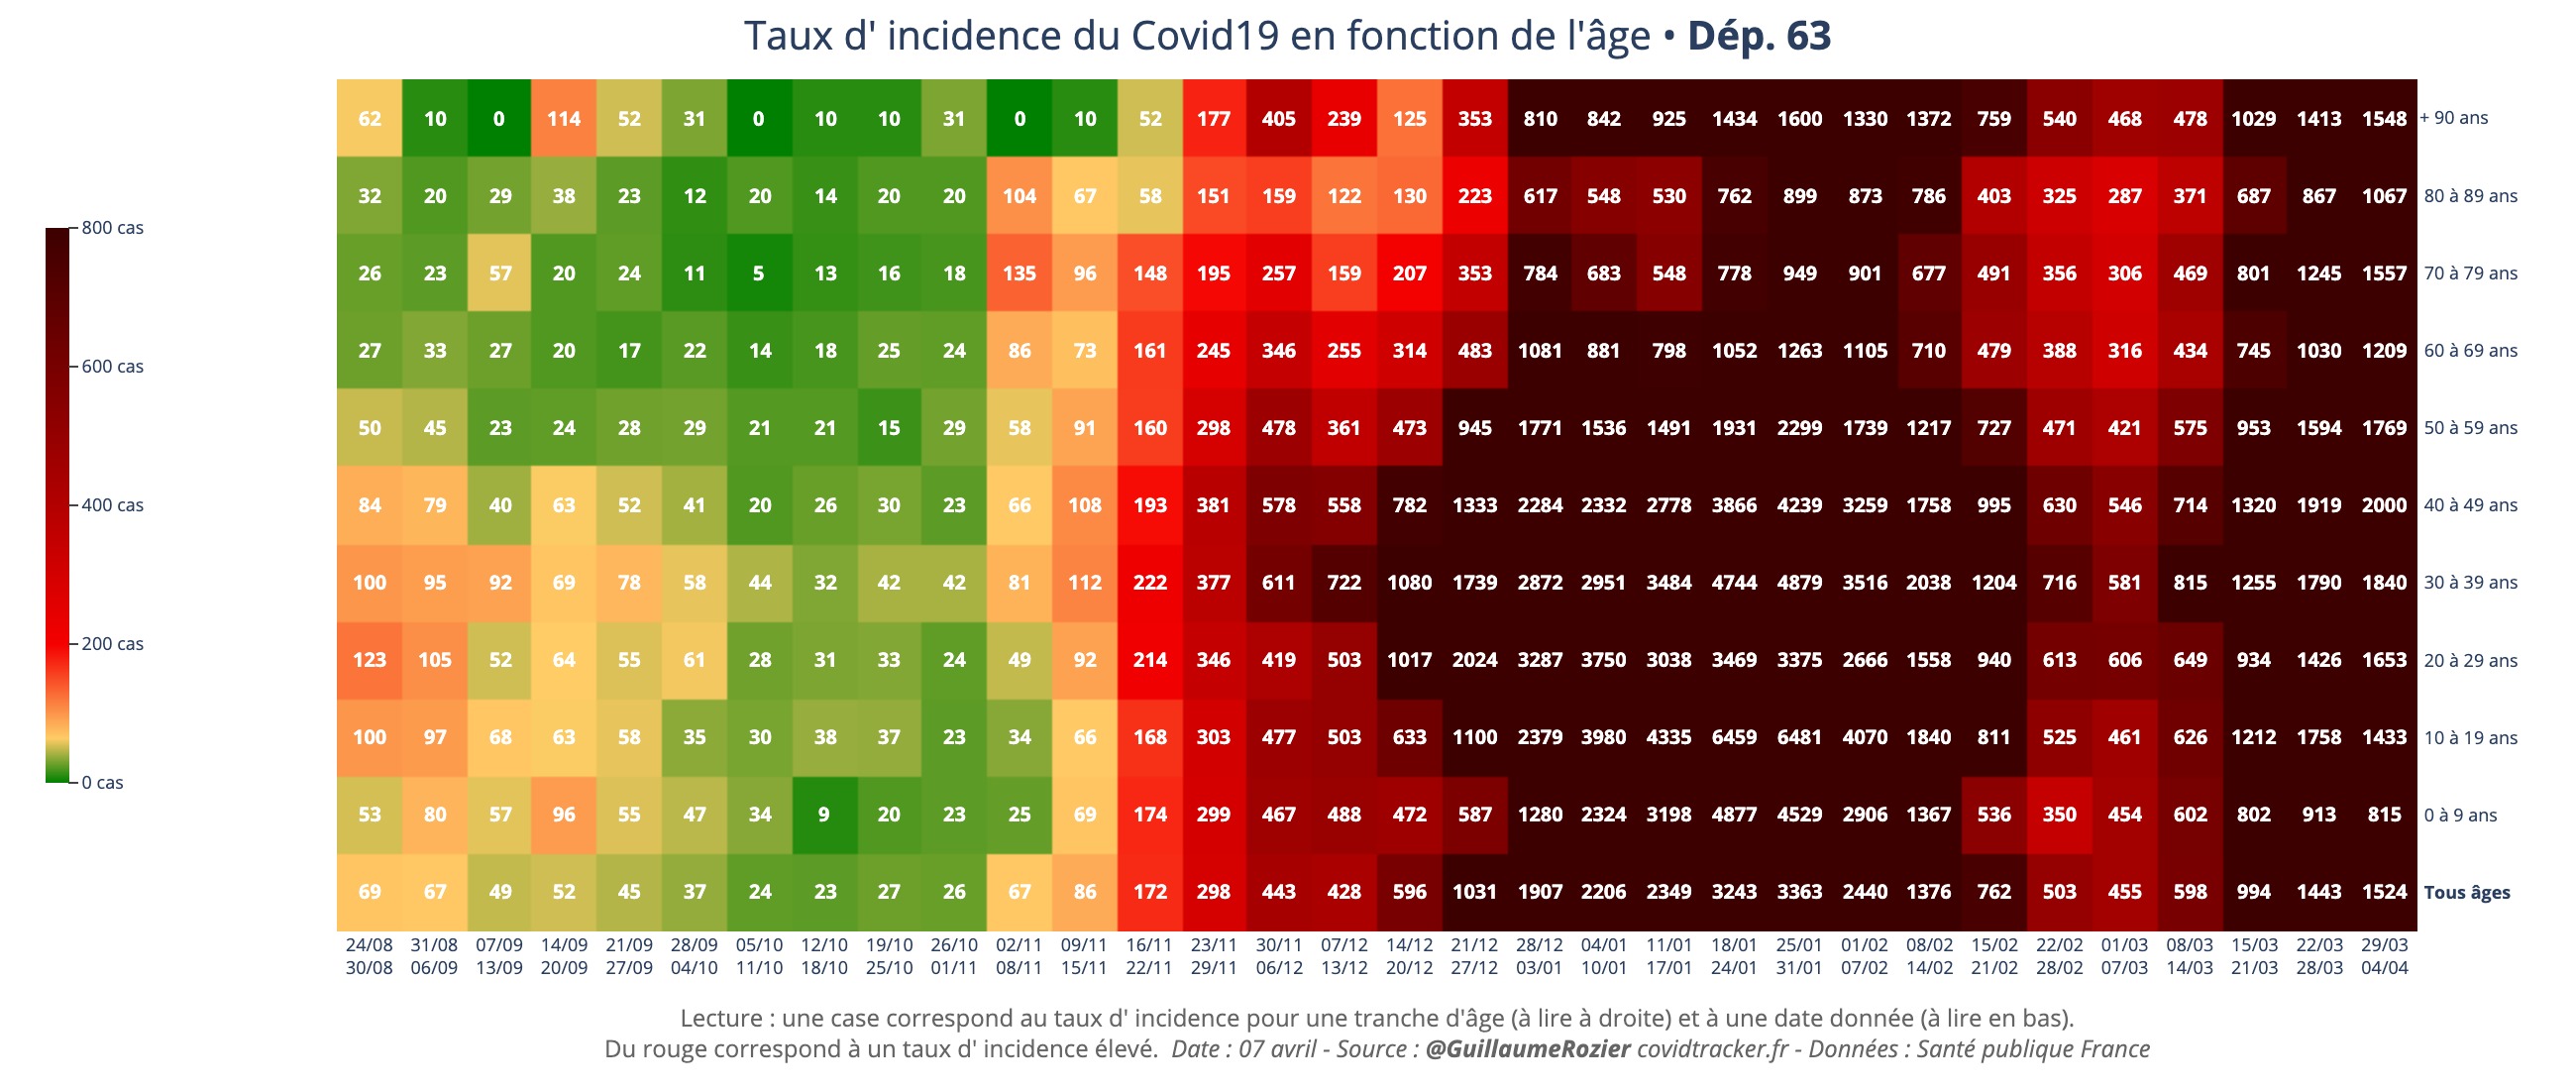 Taux d' incidence du Covid19 en fonction de l'âge • Dép. 63
62 10 0 114 52 31 0 10 10 31 0 10 52 177 405 239 125 353 810 842 925 1434 1600 1330 1372 759 540 468 478 1029 1413 1548 + 90 ans
32 20 29 38 23 12 20 14 20 20 104 67 58 151 159 122 130 223 617 548 530 762 899 873 786 403 325 287 371 687 867 1067 80 à 89 ans
800 cas
26 23 57 20 24 11 5 13 16 18 135 96 148 195 257 159 207 353 784 683 548 778 949 901 677 491 356 306 469 801 1245 1557 70 à 79 ans
27 33 27 20 17 22 14 18 25 24 86 73 161 245 346 255 314 483 1081 881 798 1052 1263 1105 710 479 388 316 434 745 1030 1209 60 à 69 ans
600 cas
50 45 23 24 28 29 21 21 15 29 58 91 160 298 478 361 473 945 1771 1536 1491 1931 2299 1739 1217 727 471 421 575 953 1594 1769 50 à 59 ans
400 cas
84 79 40 63 52 41 20 26 30 23 66 108 193 381 578 558 782 1333 2284 2332 2778 3866 4239 3259 1758 995 630 546 714 1320 1919 2000 40 à 49 ans
100 95 92 69 78 58 44 32 42 42 81 112 222 377 611 722 1080 1739 2872 2951 3484 4744 4879 3516 2038 1204 716 581 815 1255 1790 1840 30 à 39 ans
200 cas
123 105 52 64 55 61 28 31 33 24 49 92 214 346 419 503 1017 2024 3287 3750 3038 3469 3375 2666 1558 940 613 606 649 934 1426 1653 20 à 29 ans
100 97 68 63 58 35 30 38 37 23 34 66 168 303 477 503 633 1100 2379 3980 4335 6459 6481 4070 1840 811 525 461 626 1212 1758 1433 10 à 19 ans
0 cas
53 80 57 96 55 47 34 9 20 23 25 69 174 299 467 488 472 587 1280 2324 3198 4877 4529 2906 1367 536 350 454 602 802 913 815 0 à 9 ans
69 67 49 52 45 37 24 23 27 26 67 86 172 298 443 428 596 1031 1907 2206 2349 3243 3363 2440 1376 762 503 455 598 994 1443 1524 Tous âges
24/08 31/08 07/09 14/09 21/09 28/09 05/10 12/10 19/10 26/10 02/11 09/11 16/11 23/11 30/11 07/12 14/12 21/12 28/12 04/01 11/01 18/01 25/01 01/02 08/02 15/02 22/02 01/03 08/03 15/03 22/03 29/03
30/08 06/09 13/09 20/09 27/09 04/10 11/10 18/10 25/10 01/11 08/11 15/11 22/11 29/11 06/12 13/12 20/12 27/12 03/01 10/01 17/01 24/01 31/01 07/02 14/02 21/02 28/02 07/03 14/03 21/03 28/03 04/04
Lecture : une case correspond au taux d' incidence pour une tranche d'âge (à lire à droite) et à une date donnée (à lire en bas).
Du rouge correspond à un taux d' incidence élevé. Date : 07 avril - Source : @GuillaumeRozier covidtracker.fr - Données : Santé publique France